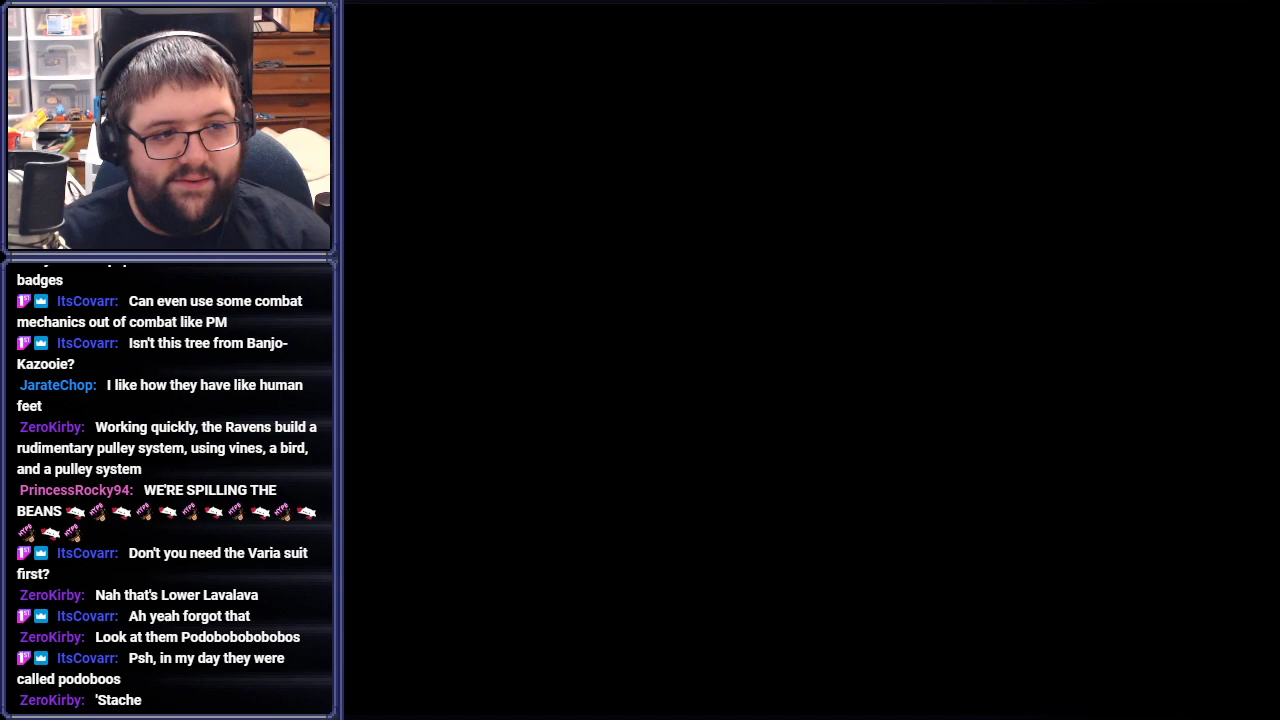 badges
ItsCovarr: Can even use some combat
mechanics out of combat like PM
ItsCovarr: Isn't this tree from Banjo-
Kazooie?
JarateChop: I like how they have like human
feet
ZeroKirby: Working quickly, the Ravens build a
rudimentary pulley system, using vines, a bird,
and a pulley system
PrincessRocky94: WE'RE SPILLING THE
BEANS
ItsCovarr: Don't you need the Varia suit
first?
ZeroKirby: Nah that's Lower Lavalava
ItsCovarr: Ah yeah forgot that
ZeroKirby: Look at them Podobobobobobos
ItsCovarr: Psh, in my day they were
called podoboos
ZeroKirby: 'Stache